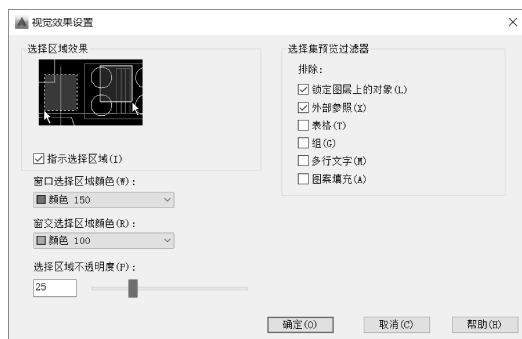 视觉效果设置
选择区域效果
指示选择区域(I)
窗口选择区域颜色(W):
颜色 150
窗交选择区域颜色(R):
颜色 100
选择区域不透明度(P):
25
选择集预览过滤器
排除:
锁定图层上的对象(L)
外部参照(X)
表格(T)
组(G)
多行文字(M)
图案填充(A)
确定(O)
取消(C)
帮助(H)